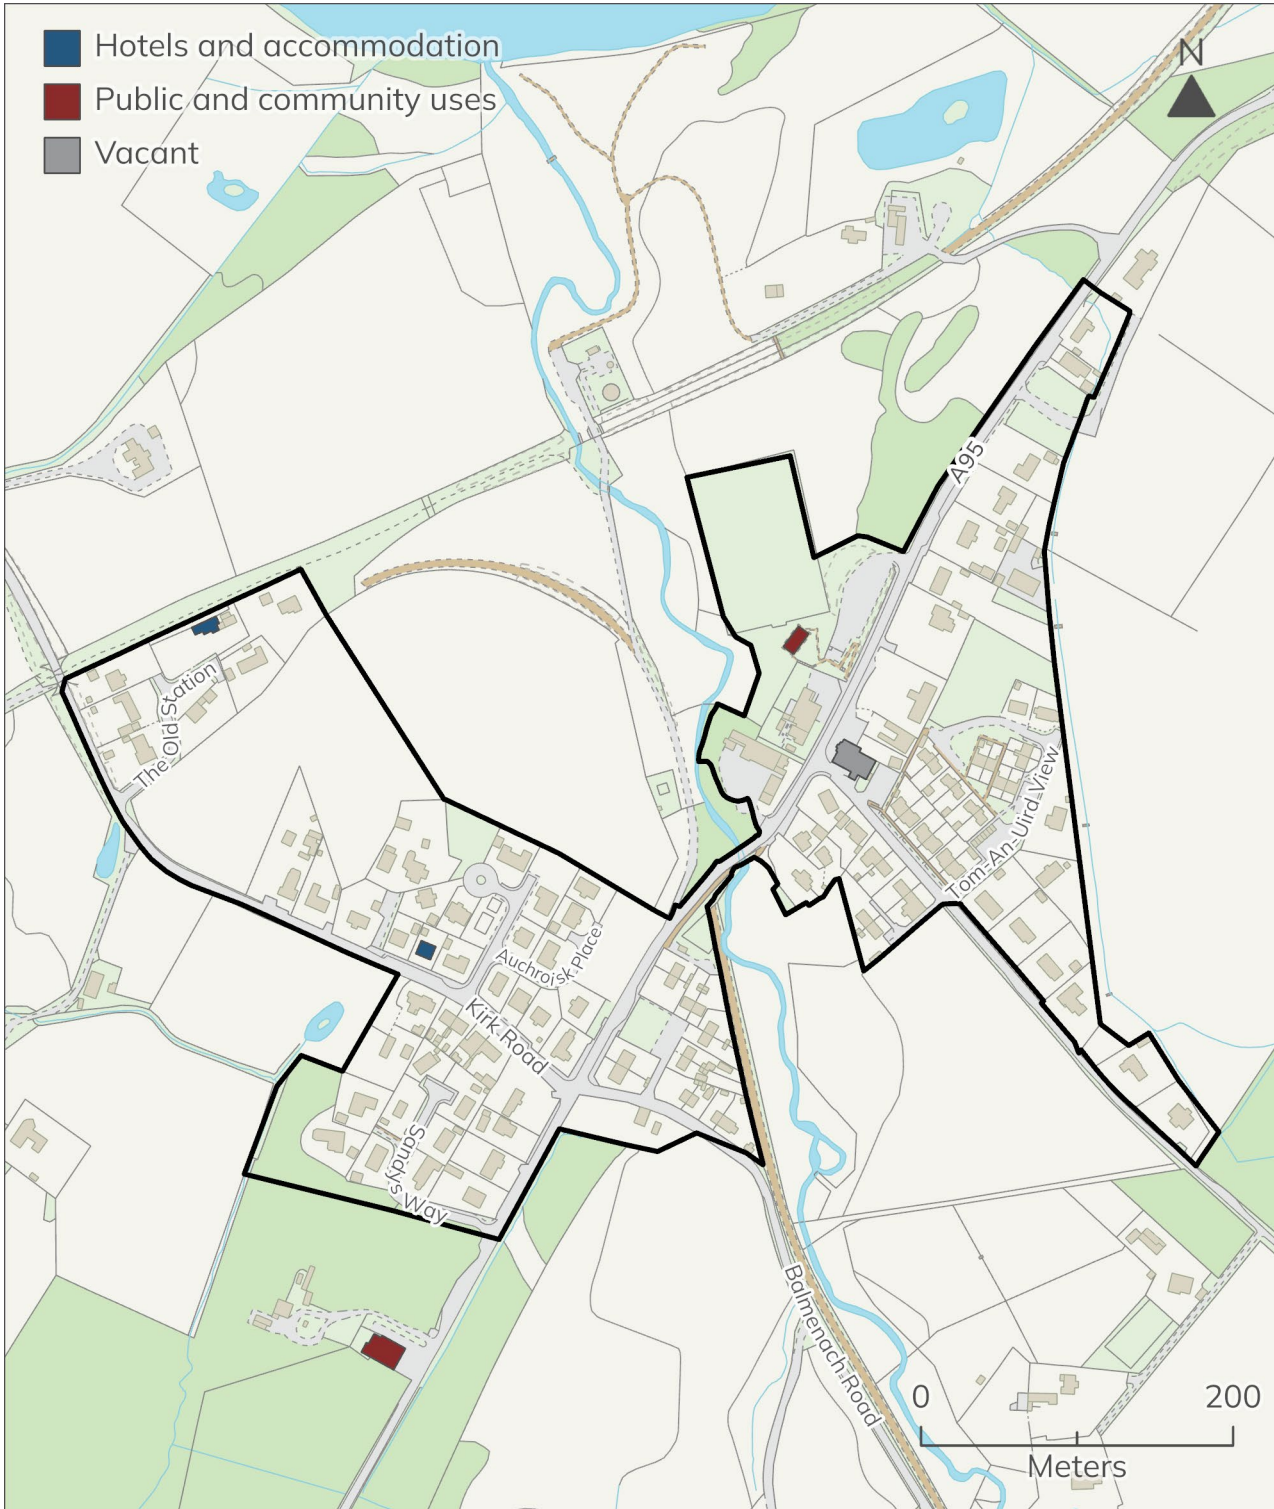 Hotels and accommodation
Public and community uses
Vacant
N
A95
The Old Station
Tom-An-Uird View
Auchroisk Place
Kirk Road
Sandys Way
Balmenach Road
0 200
Meters